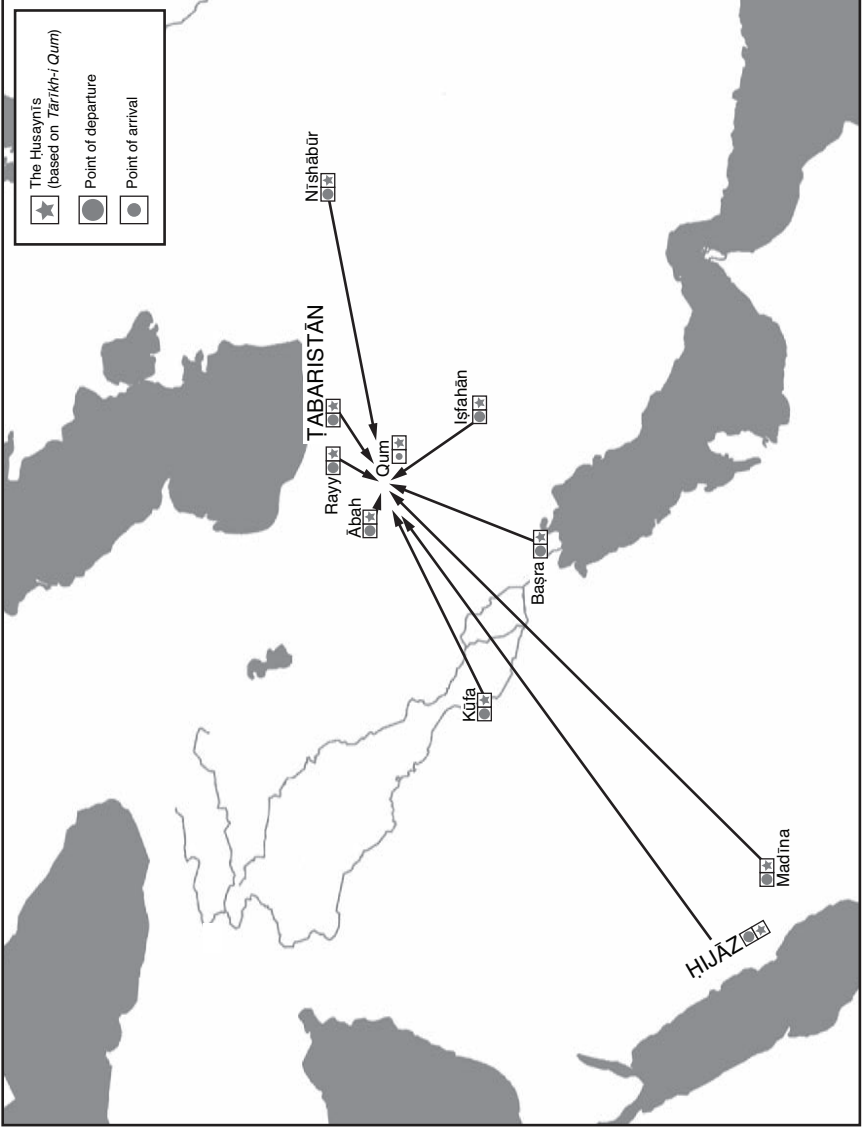 The Ḥusaynīs
(based on Tārīkh-i Qum)
Point of departure
Point of arrival
Nīshābūr
ṬABARISTĀN
Rayy
Qum
Iṣfahān
Ābah
Baṣra
Kūfa
Madīna
ḤIJĀZ